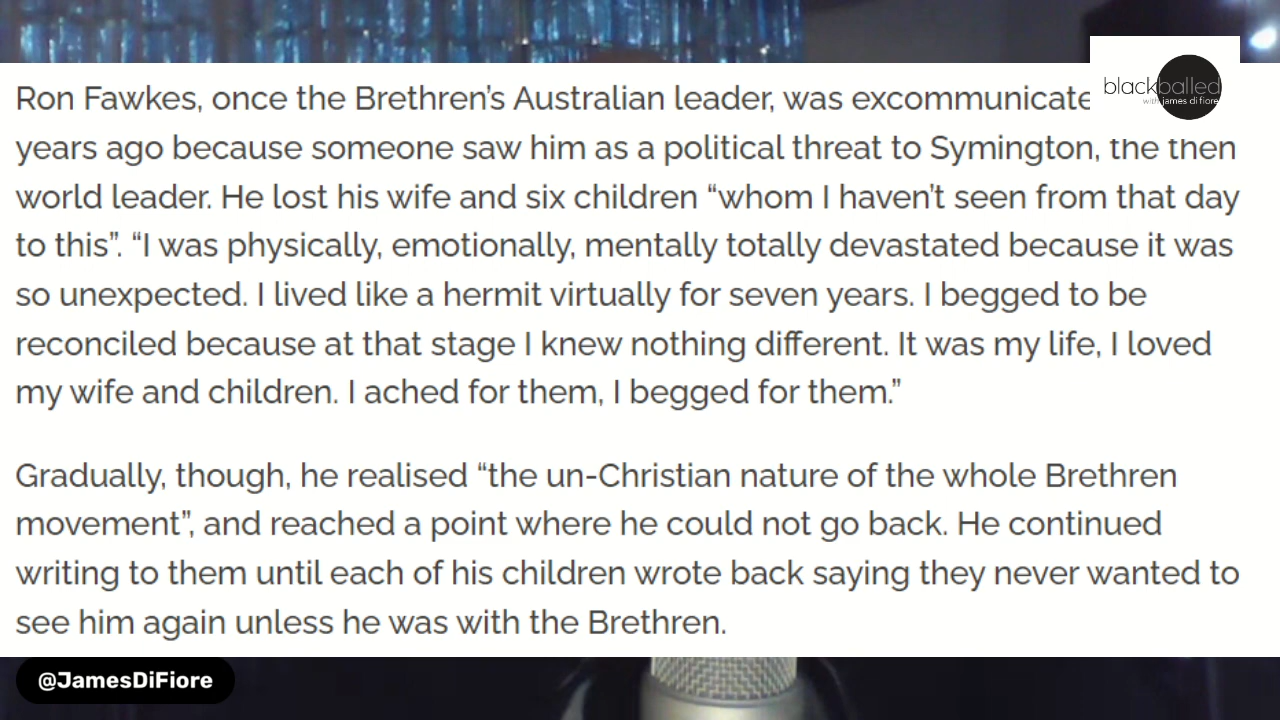 Ron Fawkes, once the Brethren’s Australian leader, was excommunicate
years ago because someone saw him as a political threat to Symington, the then
world leader. He lost his wife and six children “whom I haven’t seen from that day
to this”. “I was physically, emotionally, mentally totally devastated because it was
so unexpected. I lived like a hermit virtually for seven years. I begged to be
reconciled because at that stage I knew nothing different. It was my life, I loved
my wife and children. I ached for them, I begged for them.”
Gradually, though, he realised “the un-Christian nature of the whole Brethren
movement”, and reached a point where he could not go back. He continued
writing to them until each of his children wrote back saying they never wanted to
see him again unless he was with the Brethren.
blackballed
with james di fiore
@JamesDiFiore